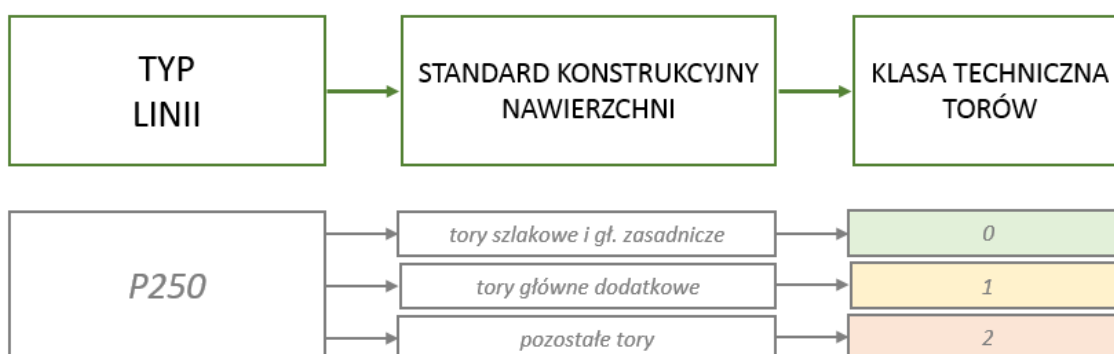 TYP
LINII
STANDARD KONSTRUKCYJNY
NAWIERZCHNI
KLASA TECHNICZNA
TORÓW
P250
tory szlakowe i gł. zasadnicze
0
tory główne dodatkowe
1
pozostałe tory
2